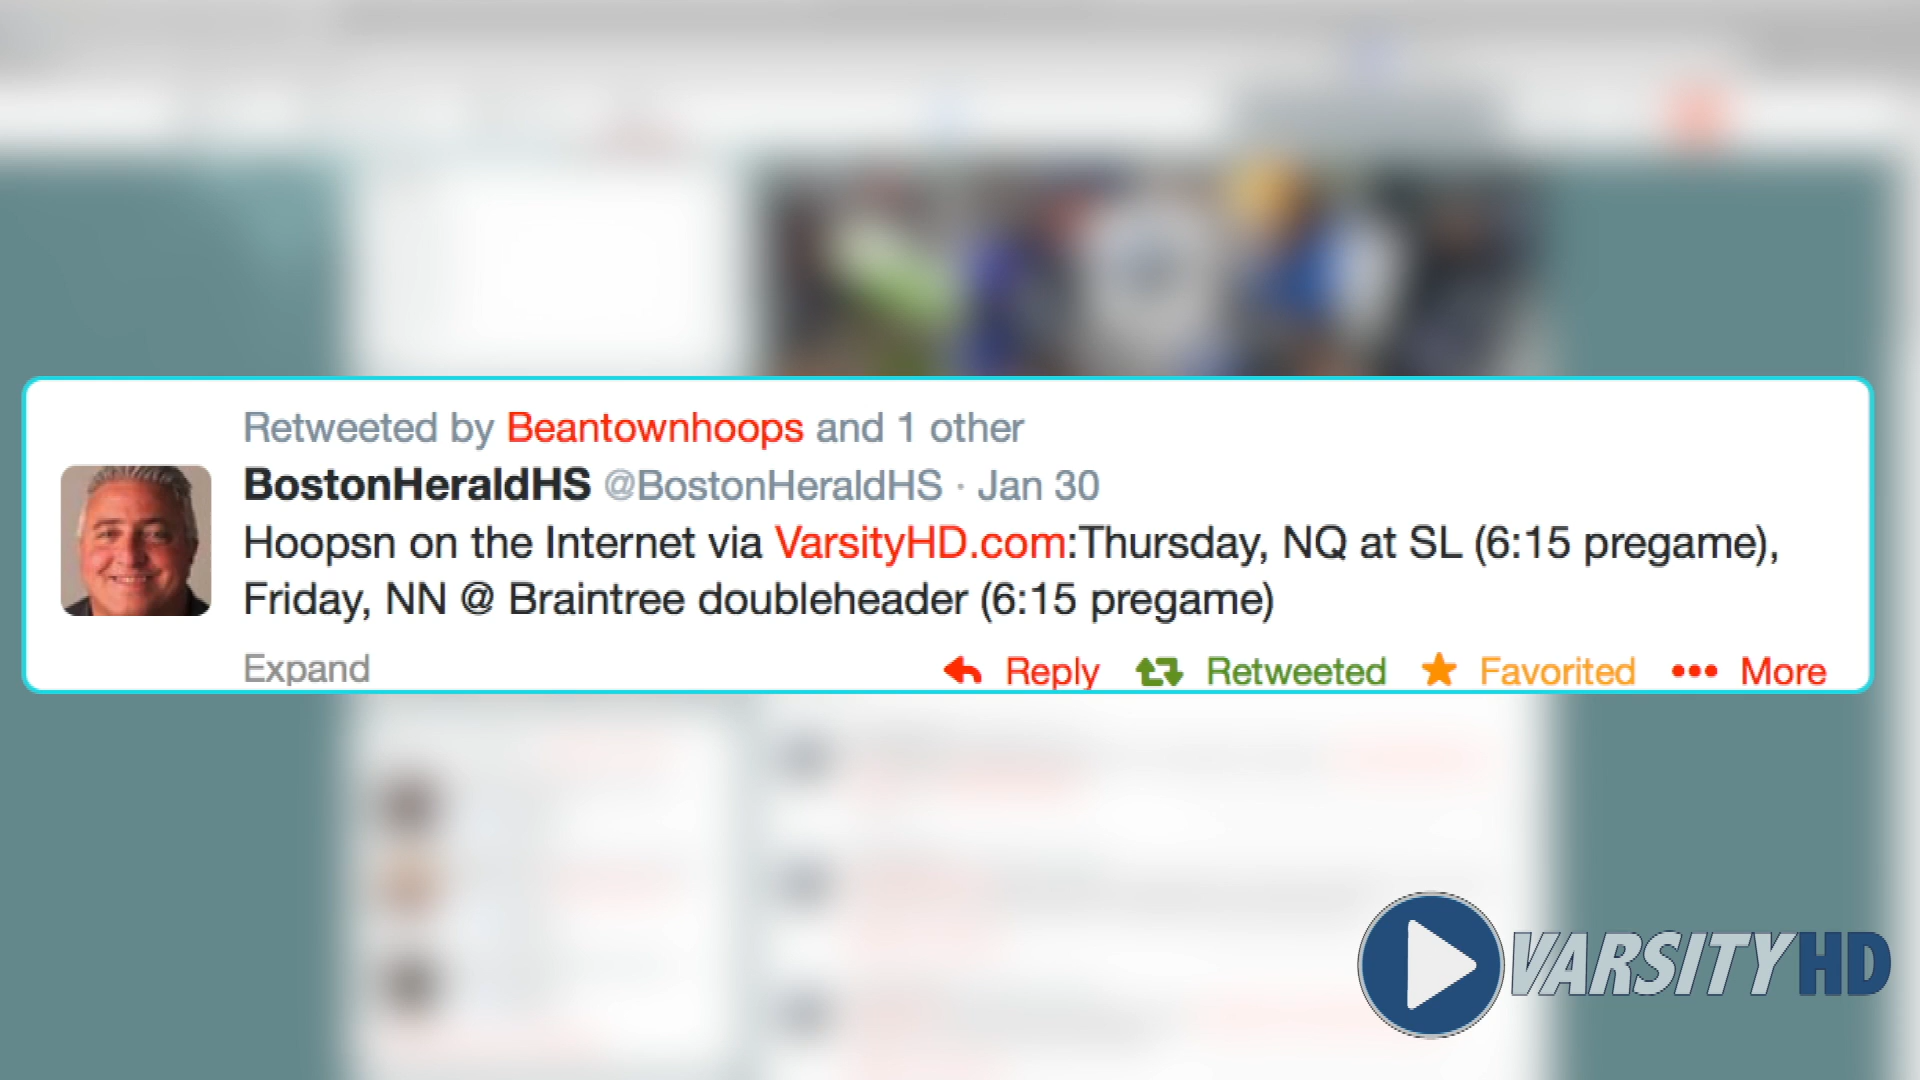 Retweeted by Beantownhoops and 1 other
BostonHeraldHS @BostonHeraldHS · Jan 30
Hoopsn on the Internet via VarsityHD.com:Thursday, NQ at SL (6:15 pregame),
Friday, NN @ Braintree doubleheader (6:15 pregame)
Expand Reply Retweeted Favorited More
VARSITYHD